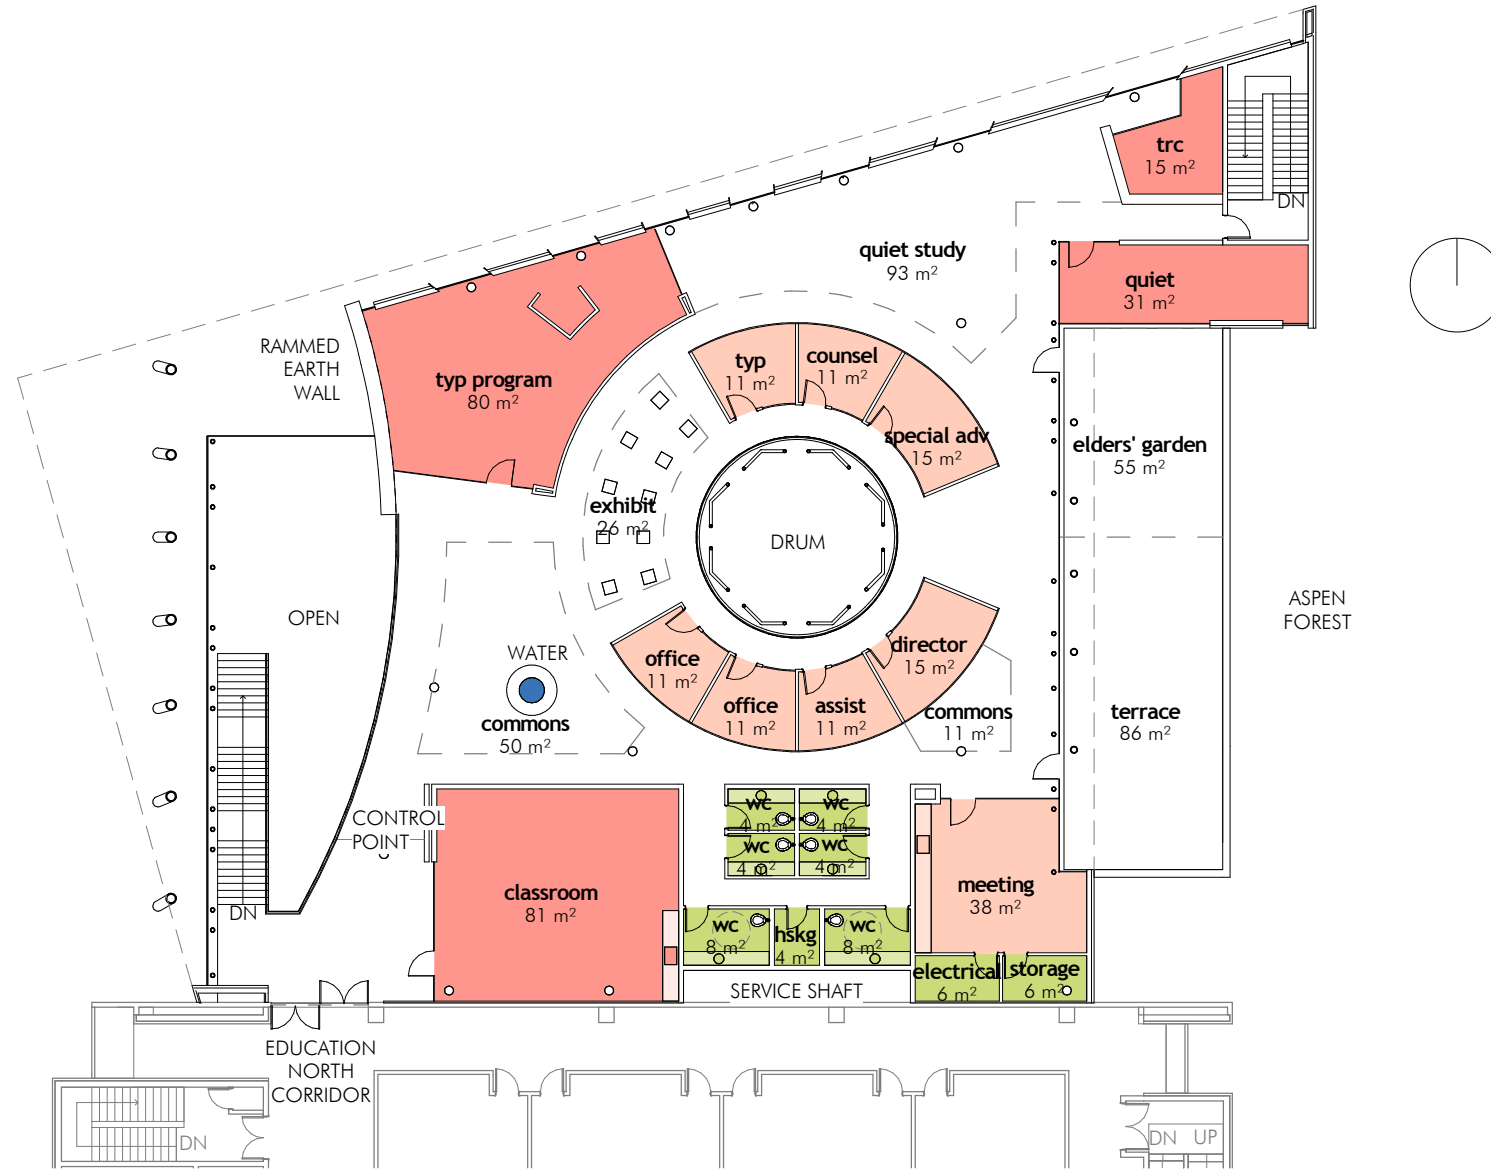 trc
15 m²
DN
quiet study
93 m²
quiet
31 m²
RAMMED
EARTH
WALL
typ program
80 m²
typ
11 m²
counsel
11 m²
special adv
15 m²
elders' garden
55 m²
exhibit
26 m²
DRUM
OPEN
ASPEN
FOREST
WATER
commons
50 m²
office
11 m²
office
11 m²
assist
11 m²
director
15 m²
commons
11 m²
terrace
86 m²
CONTROL
POINT
wc
4 m²
wc
4 m²
wc
4 m²
wc
4 m²
classroom
81 m²
meeting
38 m²
DN
wc
8 m²
hskg
4 m²
wc
8 m²
electrical
6 m²
storage
6 m²
SERVICE SHAFT
EDUCATION
NORTH
CORRIDOR
DN
DN UP